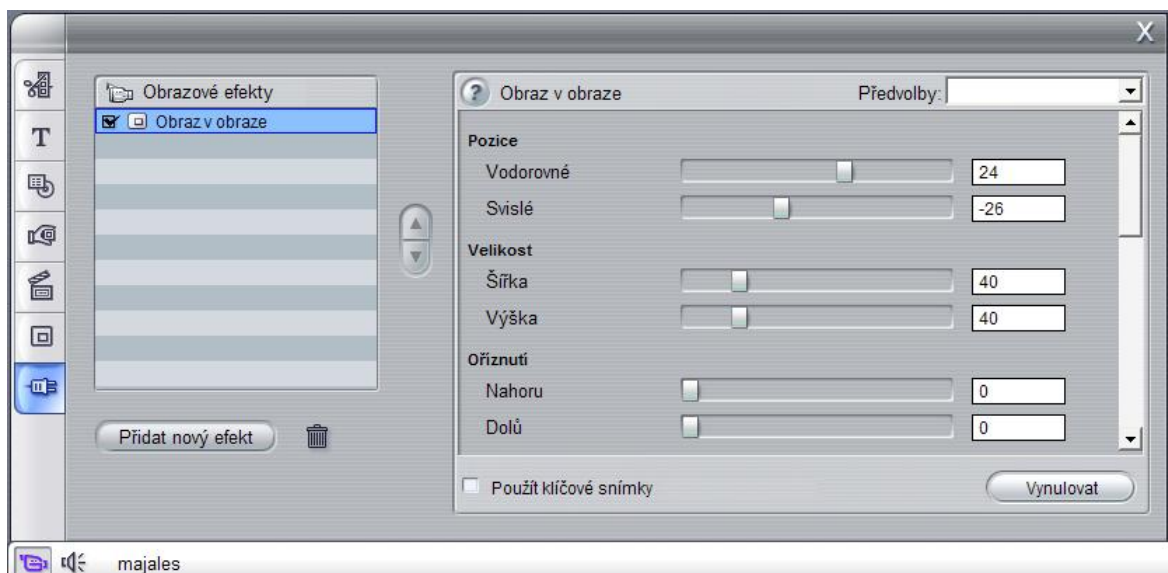 X
Obrazové efekty
Obraz v obraze
T
Přidat nový efekt
? Obraz v obraze Předvolby:
Pozice
Vodorovné 24
Svislé -26
Velikost
Šířka 40
Výška 40
Oříznutí
Nahoru 0
Dolů 0
Použít klíčové snímky Vynulovat
majales